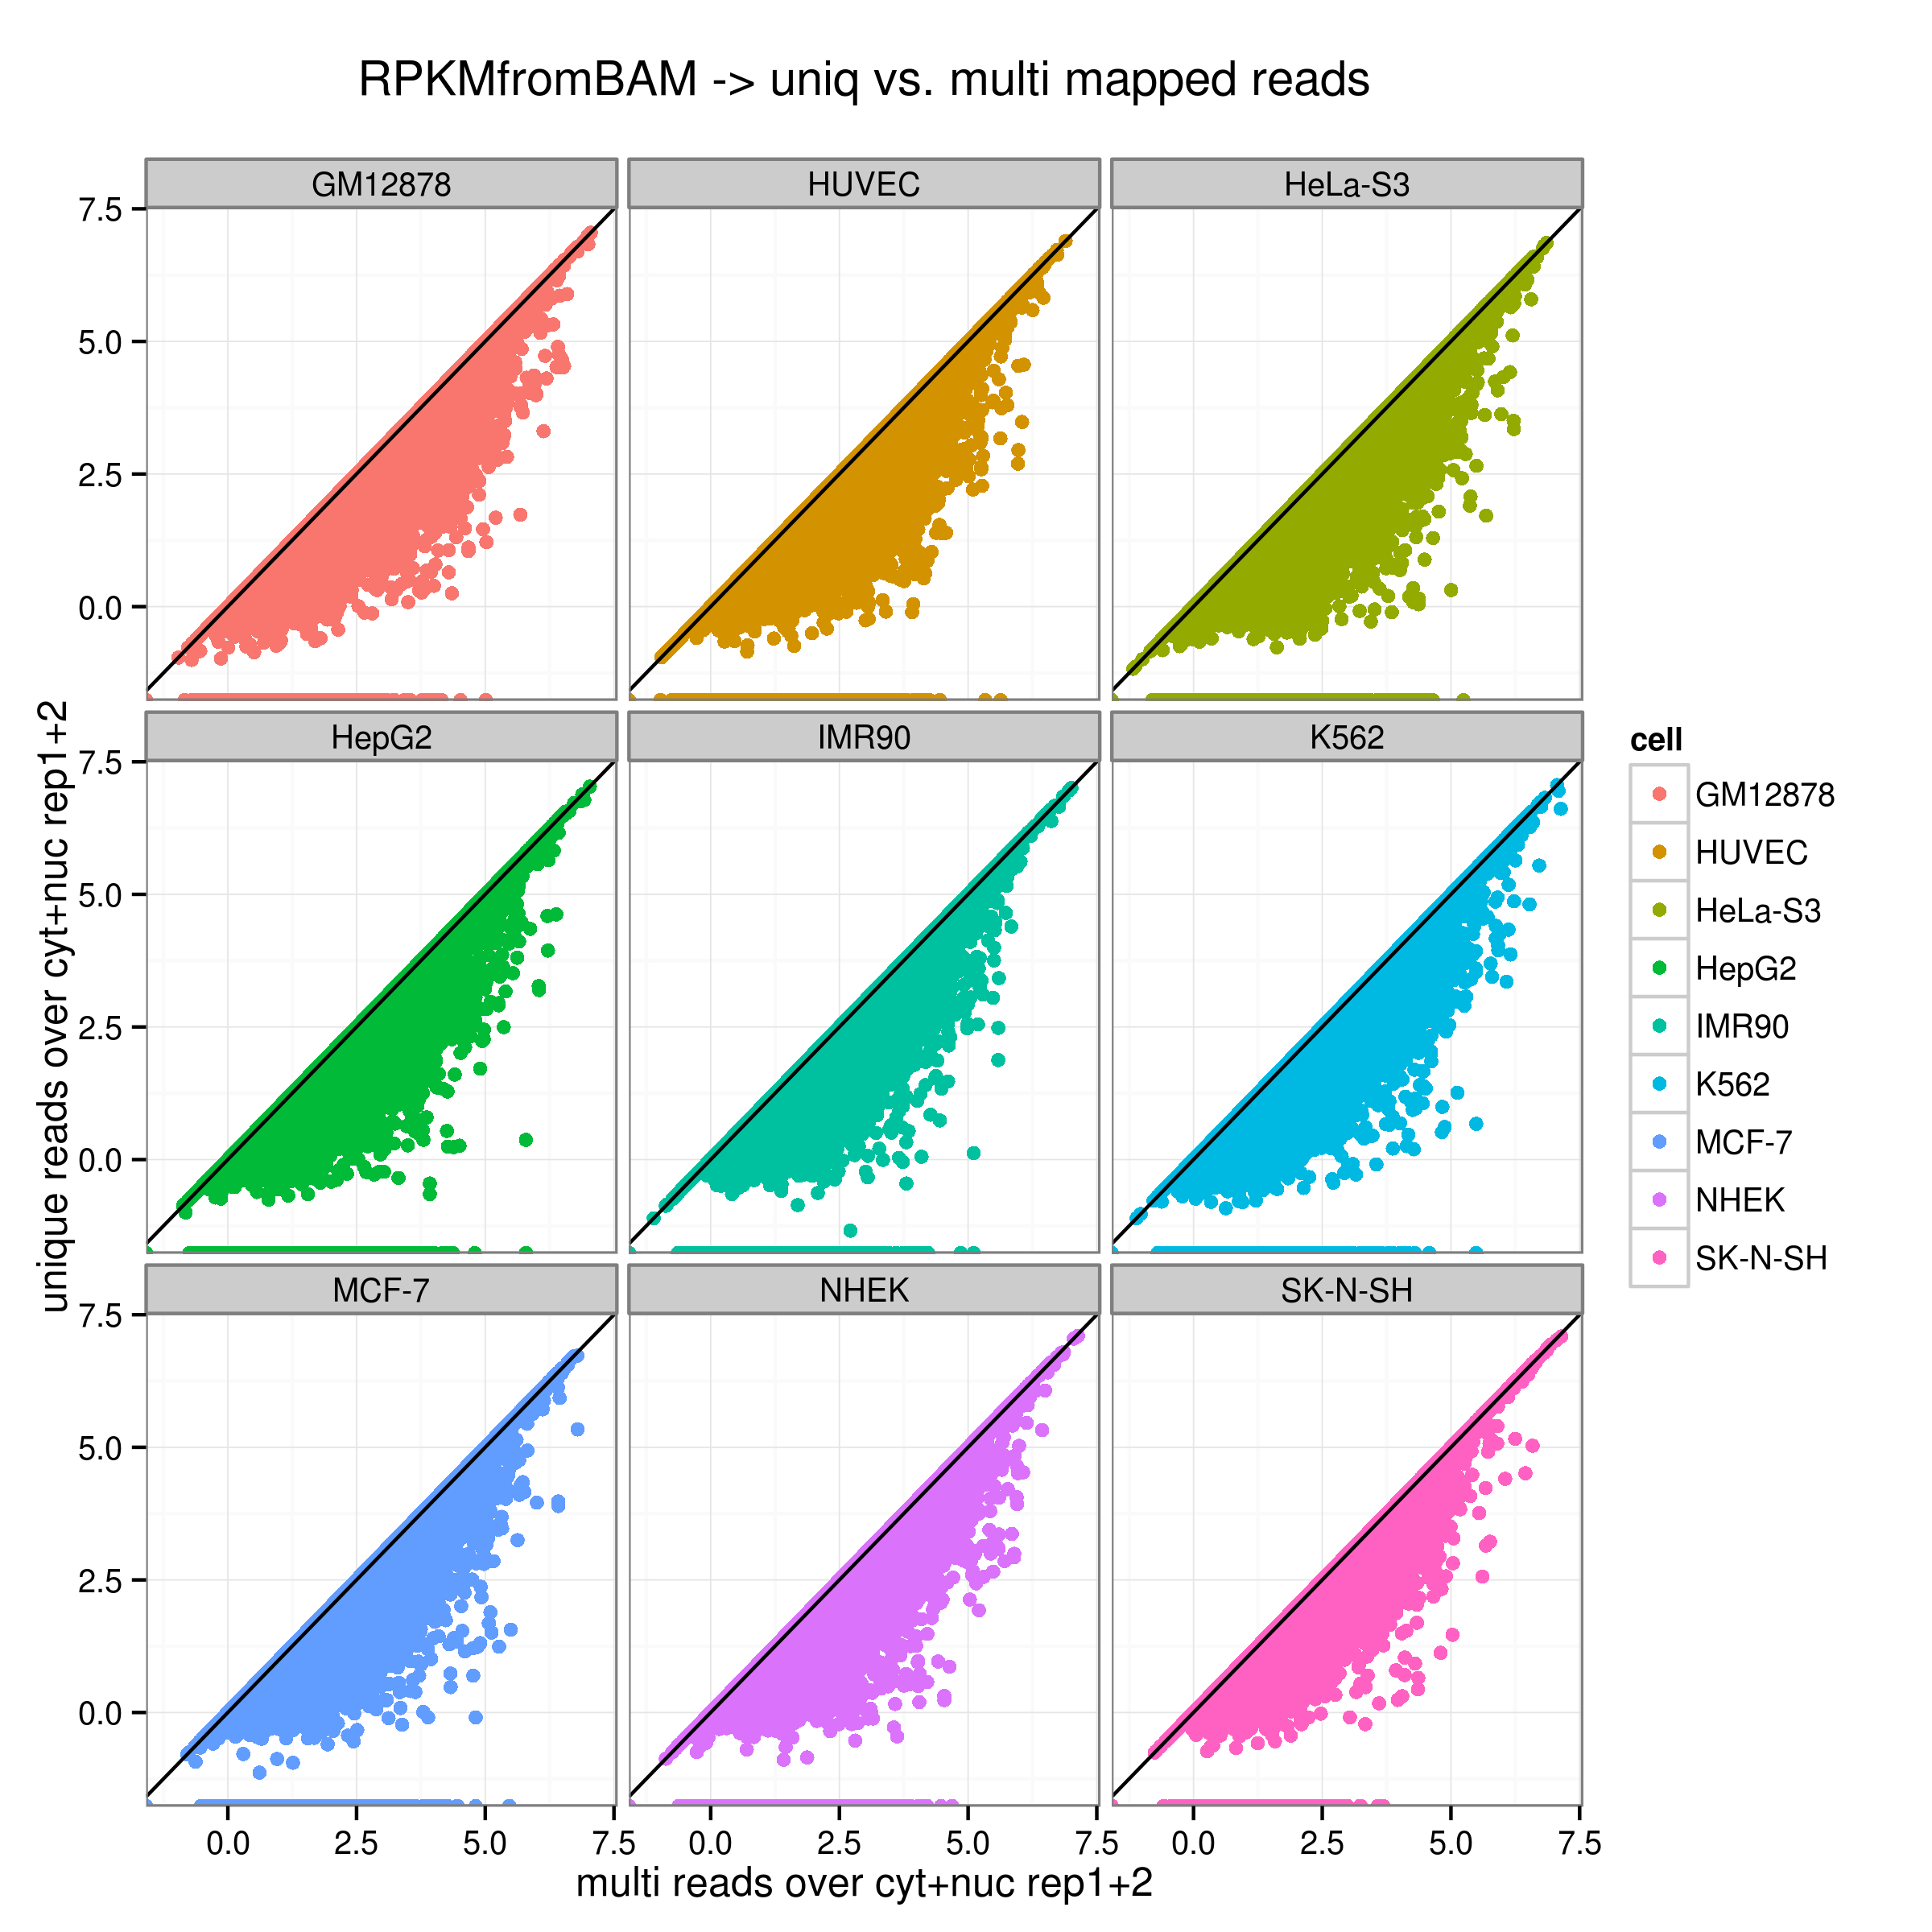 RPKMfromBAM -> uniq vs. multi mapped reads
GM12878
HUVEC
HeLa-S3
7.5
5.0
2.5
0.0
HepG2
IMR90
K562
7.5
5.0
2.5
0.0
MCF-7
NHEK
SK-N-SH
7.5
5.0
2.5
0.0
0.0 2.5 5.0 7.5 0.0 2.5 5.0 7.5 0.0 2.5 5.0 7.5
multi reads over cyt+nuc rep1+2
unique reads over cyt+nuc rep1+2
cell
GM12878
HUVEC
HeLa-S3
HepG2
IMR90
K562
MCF-7
NHEK
SK-N-SH